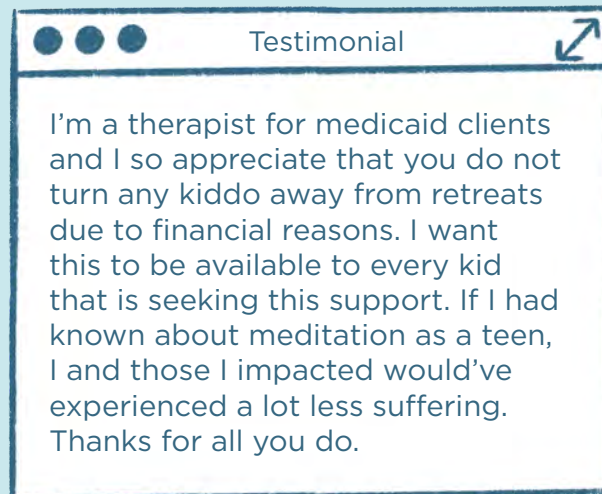 Testimonial
I’m a therapist for medicaid clients
and I so appreciate that you do not
turn any kiddo away from retreats
due to financial reasons. I want
this to be available to every kid
that is seeking this support. If I had
known about meditation as a teen,
I and those I impacted would’ve
experienced a lot less suffering.
Thanks for all you do.